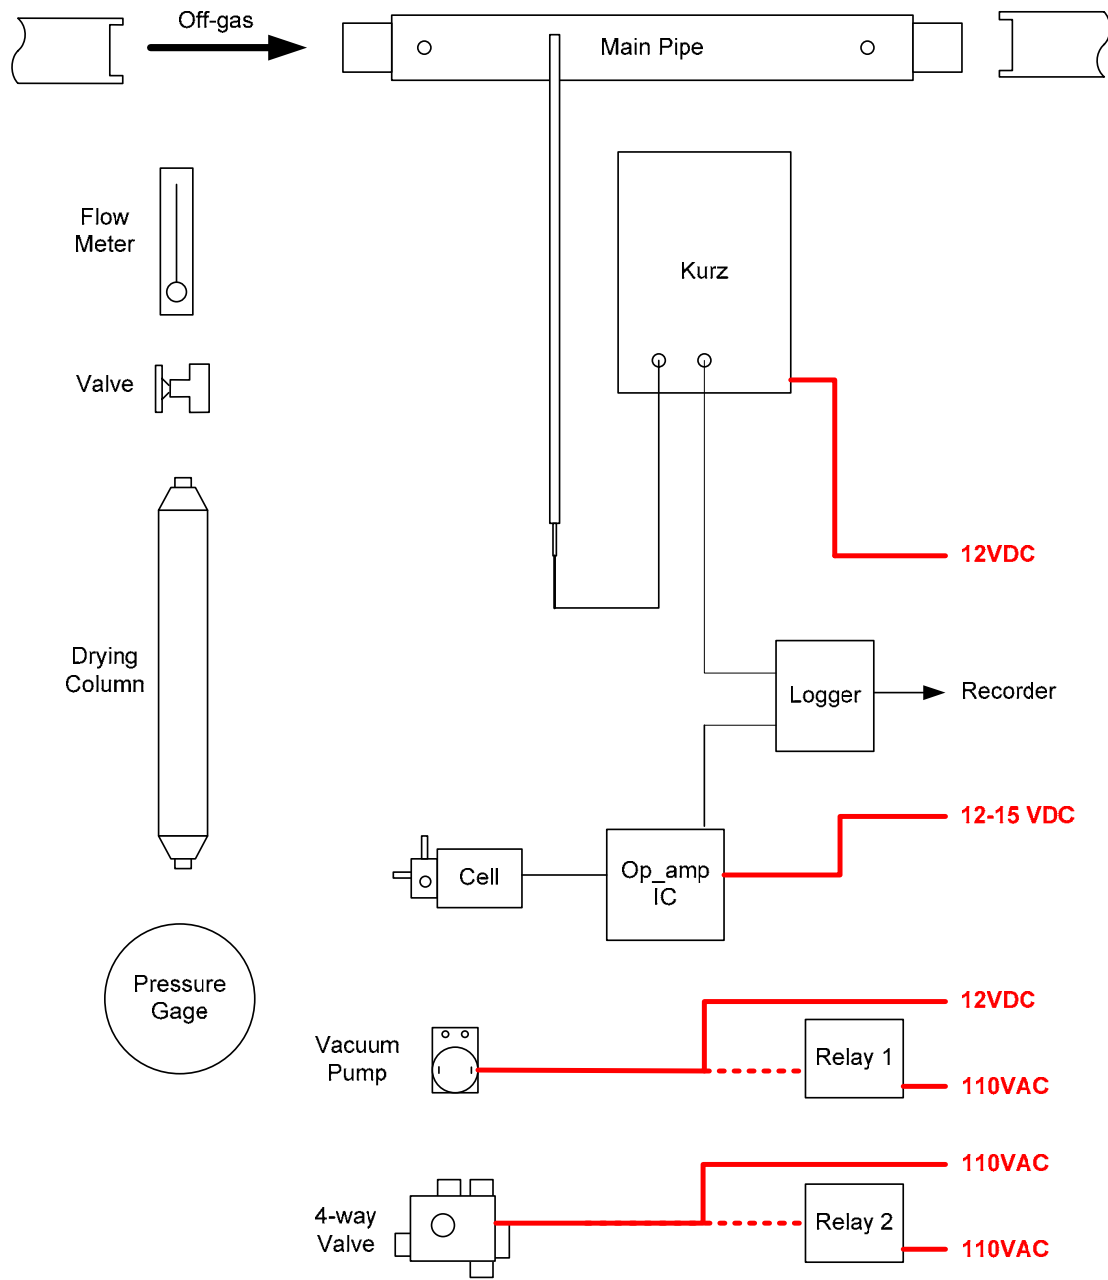 Off-gas
Main Pipe
Flow
Meter
Kurz
Valve
12VDC
Drying
Column
Logger
Recorder
12-15 VDC
Cell
Op_amp
IC
Pressure
Gage
12VDC
Vacuum
Pump
Relay 1
110VAC
110VAC
4-way
Valve
Relay 2
110VAC